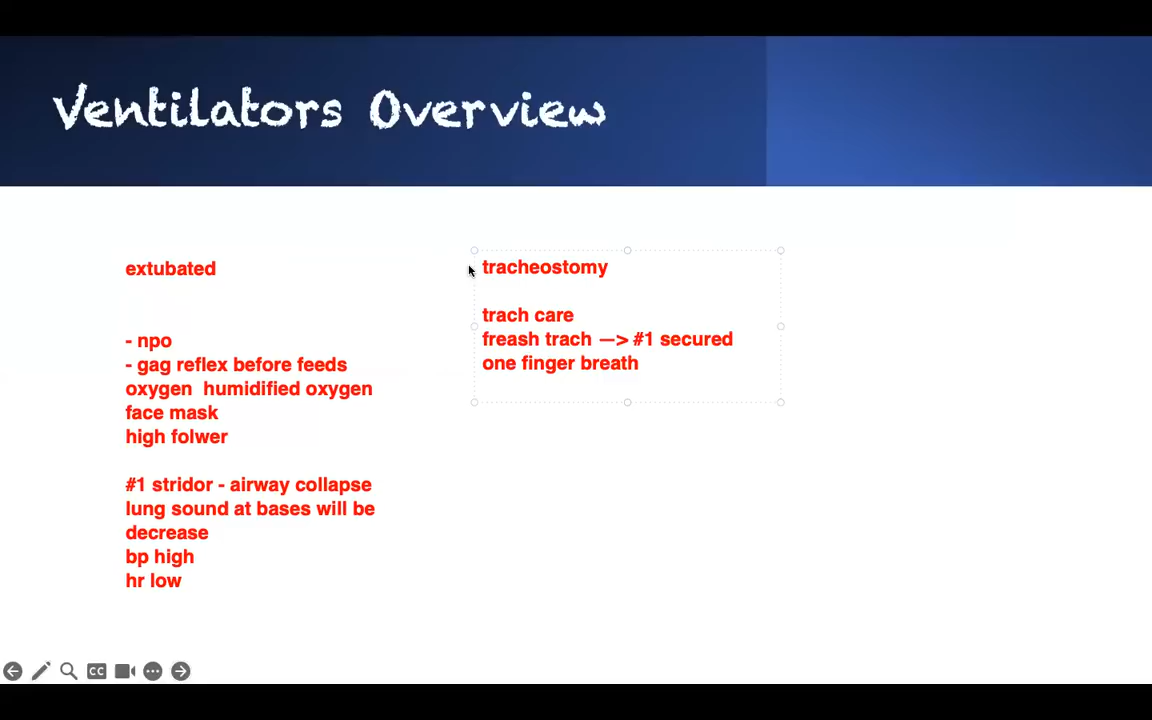 Ventilators Overview
extubated
- npo
- gag reflex before feeds
oxygen  humidified oxygen
face mask
high folwer
#1 stridor - airway collapse
lung sound at bases will be
decrease
bp high
hr low
tracheostomy
trach care
freash trach —> #1 secured
one finger breath
CC